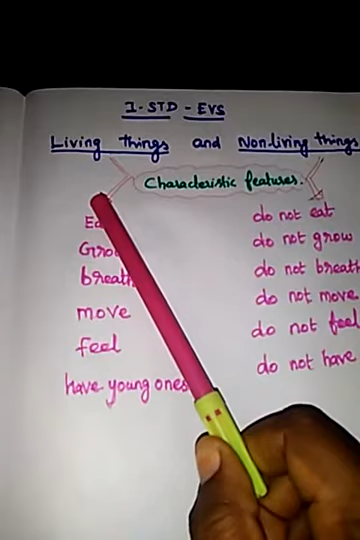 I - STD - EVS
Living things and Non-living things
Characteristic features.
do not eat
do not grow
do not breath
move do not move
feel do not feel
have young ones do not have